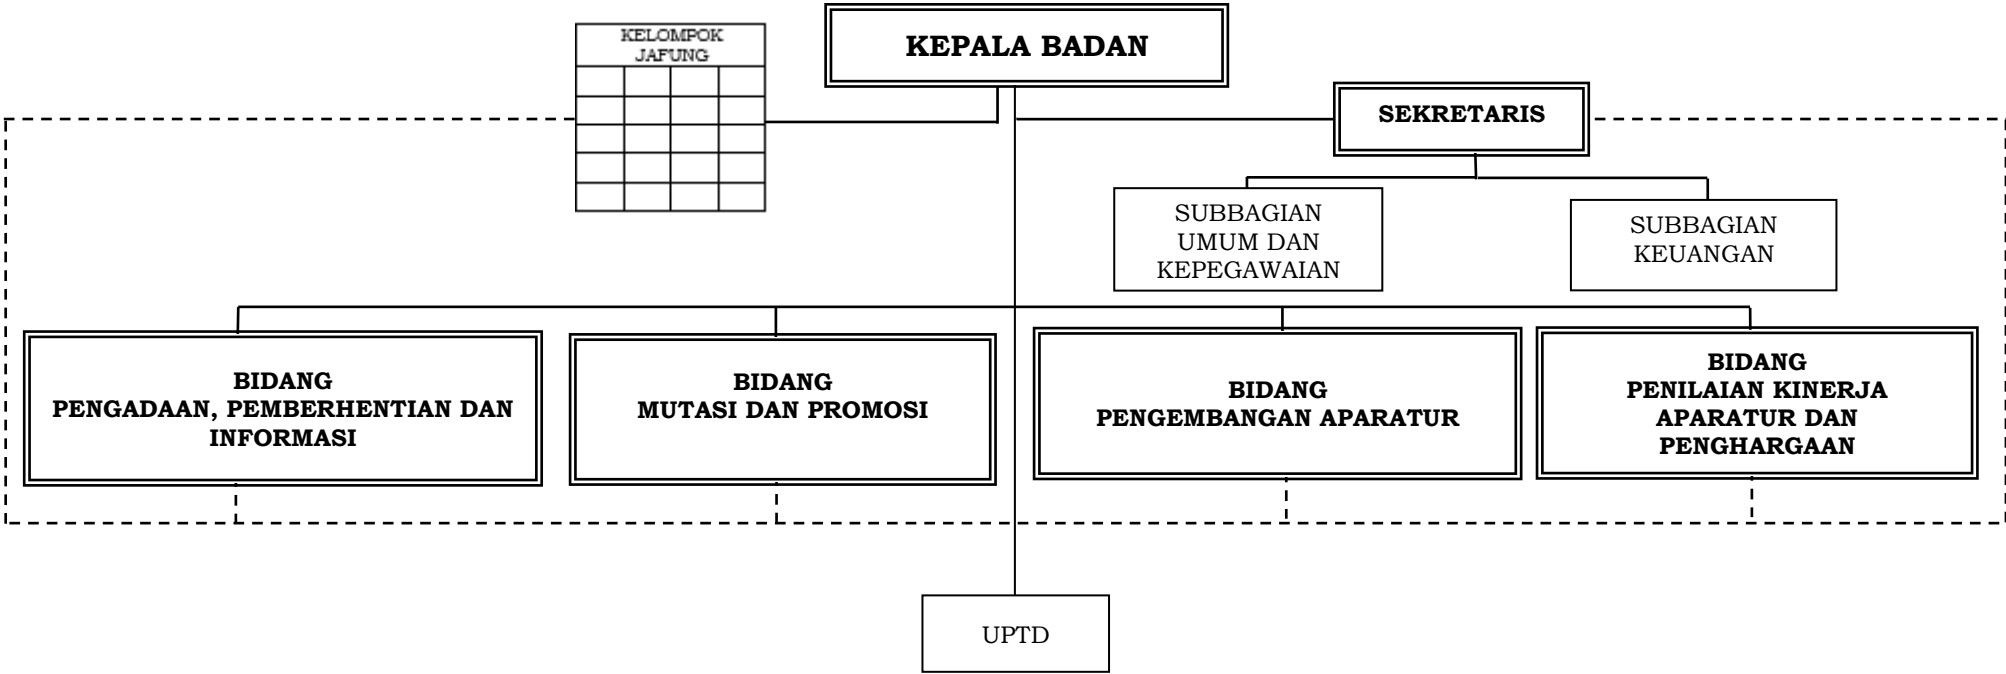 KELOMPOK
JAFUNG
KEPALA BADAN
SEKRETARIS
SUBBAGIAN
UMUM DAN
KEPEGAWAIAN
SUBBAGIAN
KEUANGAN
BIDANG
PENGADAAN, PEMBERHENTIAN DAN
INFORMASI
BIDANG
MUTASI DAN PROMOSI
BIDANG
PENGEMBANGAN APARATUR
BIDANG
PENILAIAN KINERJA
APARATUR DAN
PENGHARGAAN
UPTD